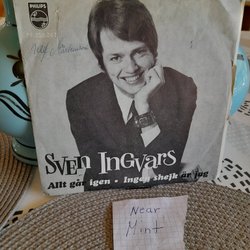 PHILIPS
Sven Ingvars
Allt går igen · Ingen shejk är jag
Near
Mint